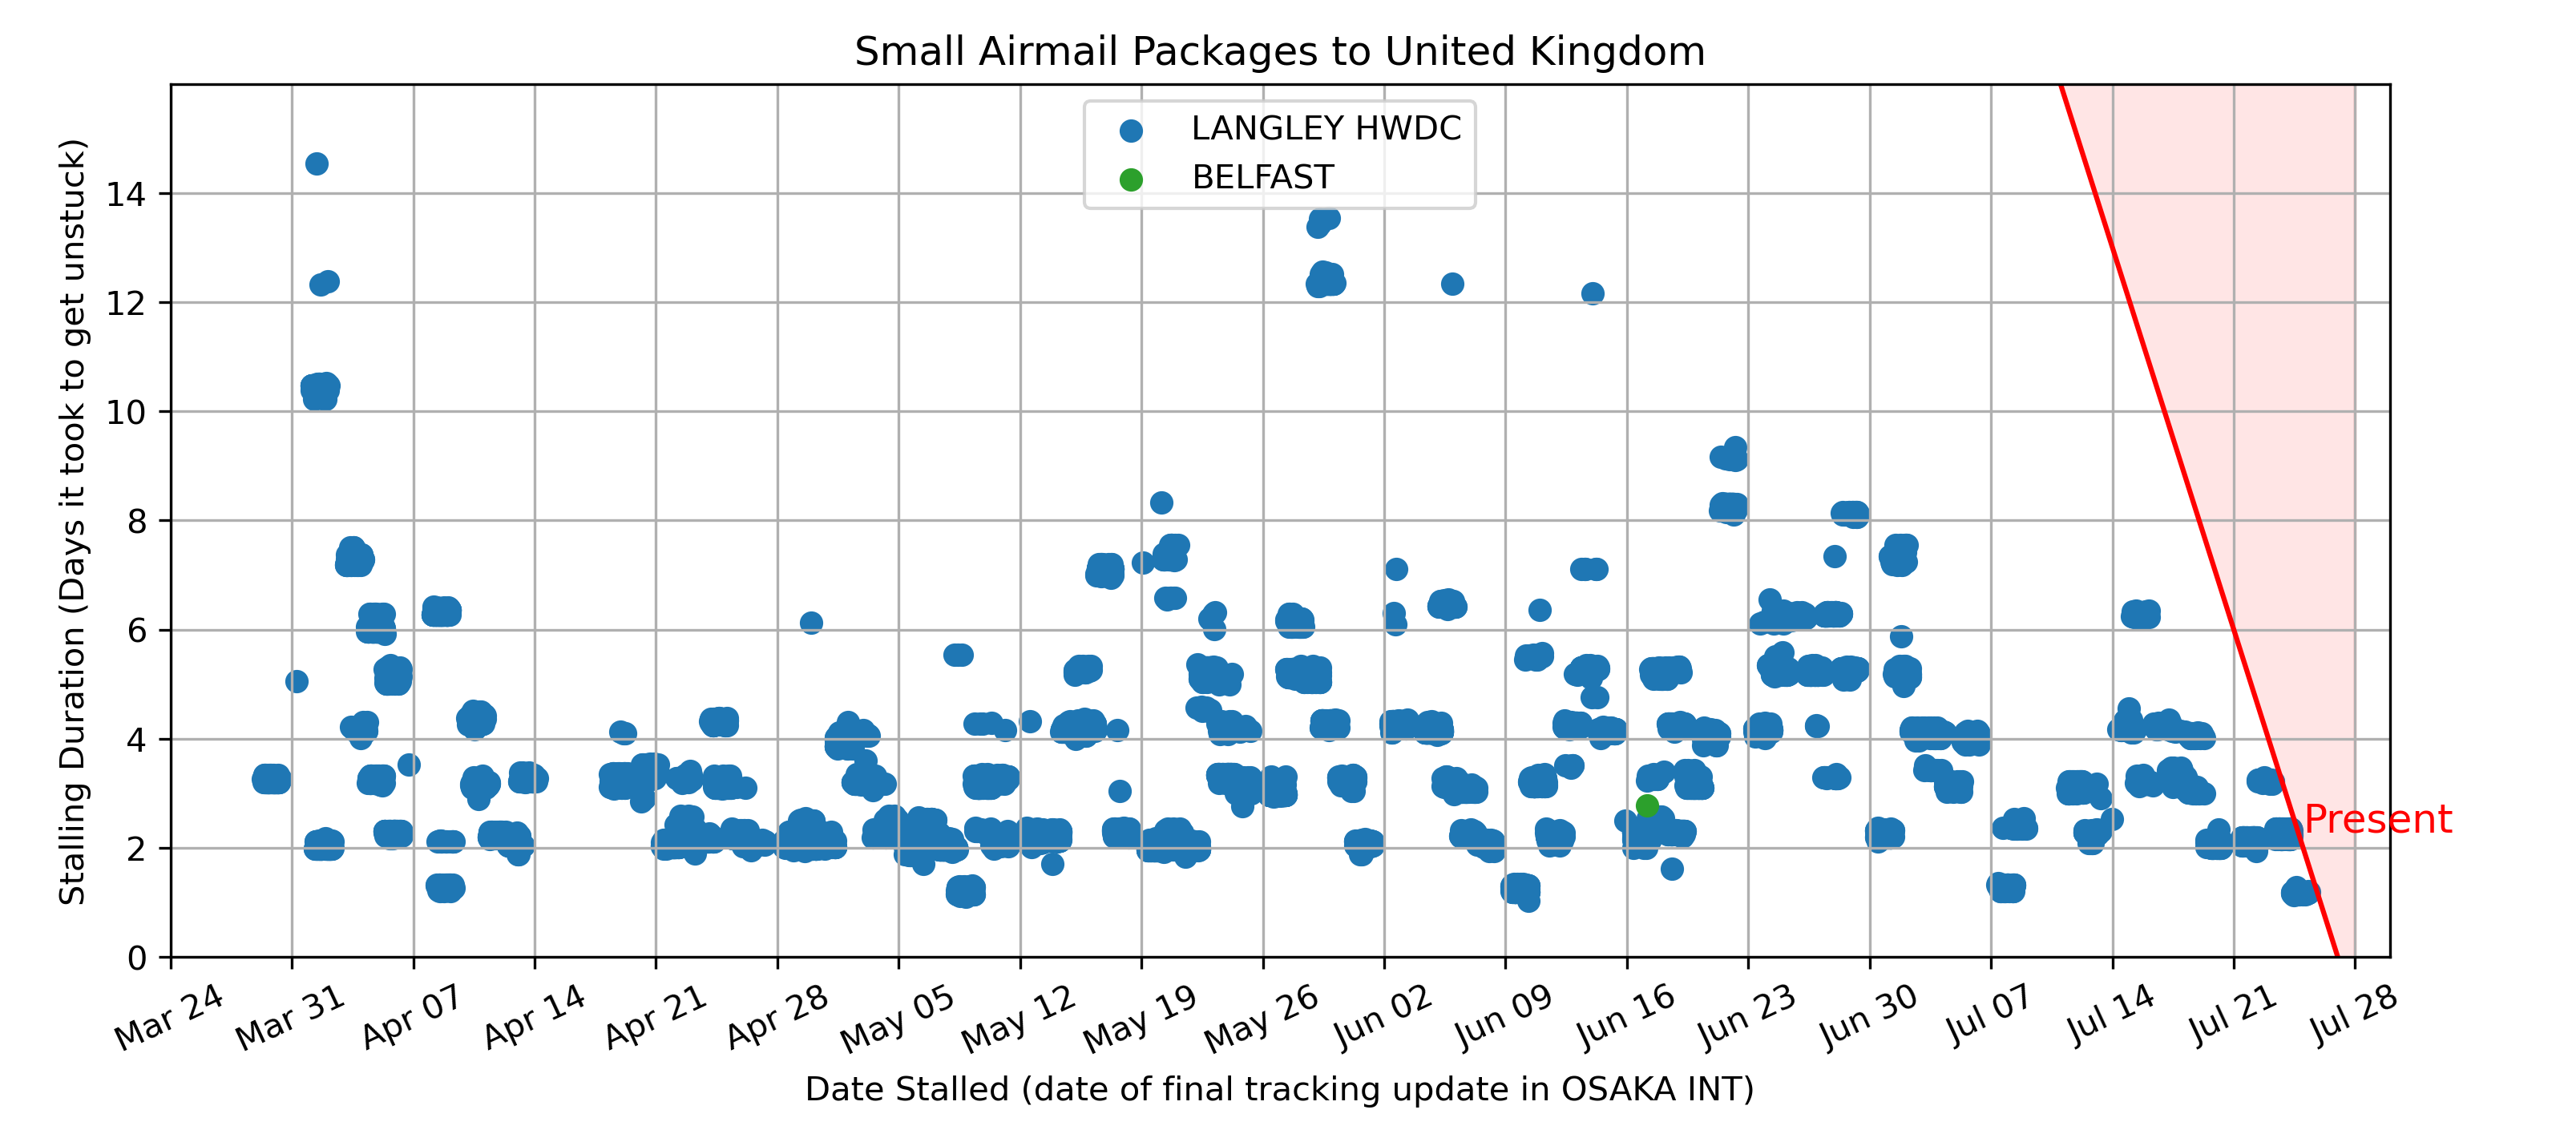 Small Airmail Packages to United Kingdom
LANGLEY HWDC
BELFAST
Stalling Duration (Days it took to get unstuck)
14
12
10
8
6
4
2
0
Present
Mar 24
Mar 31
Apr 07
Apr 14
Apr 21
Apr 28
May 05
May 12
May 19
May 26
Jun 02
Jun 09
Jun 16
Jun 23
Jun 30
Jul 07
Jul 14
Jul 21
Jul 28
Date Stalled (date of final tracking update in OSAKA INT)